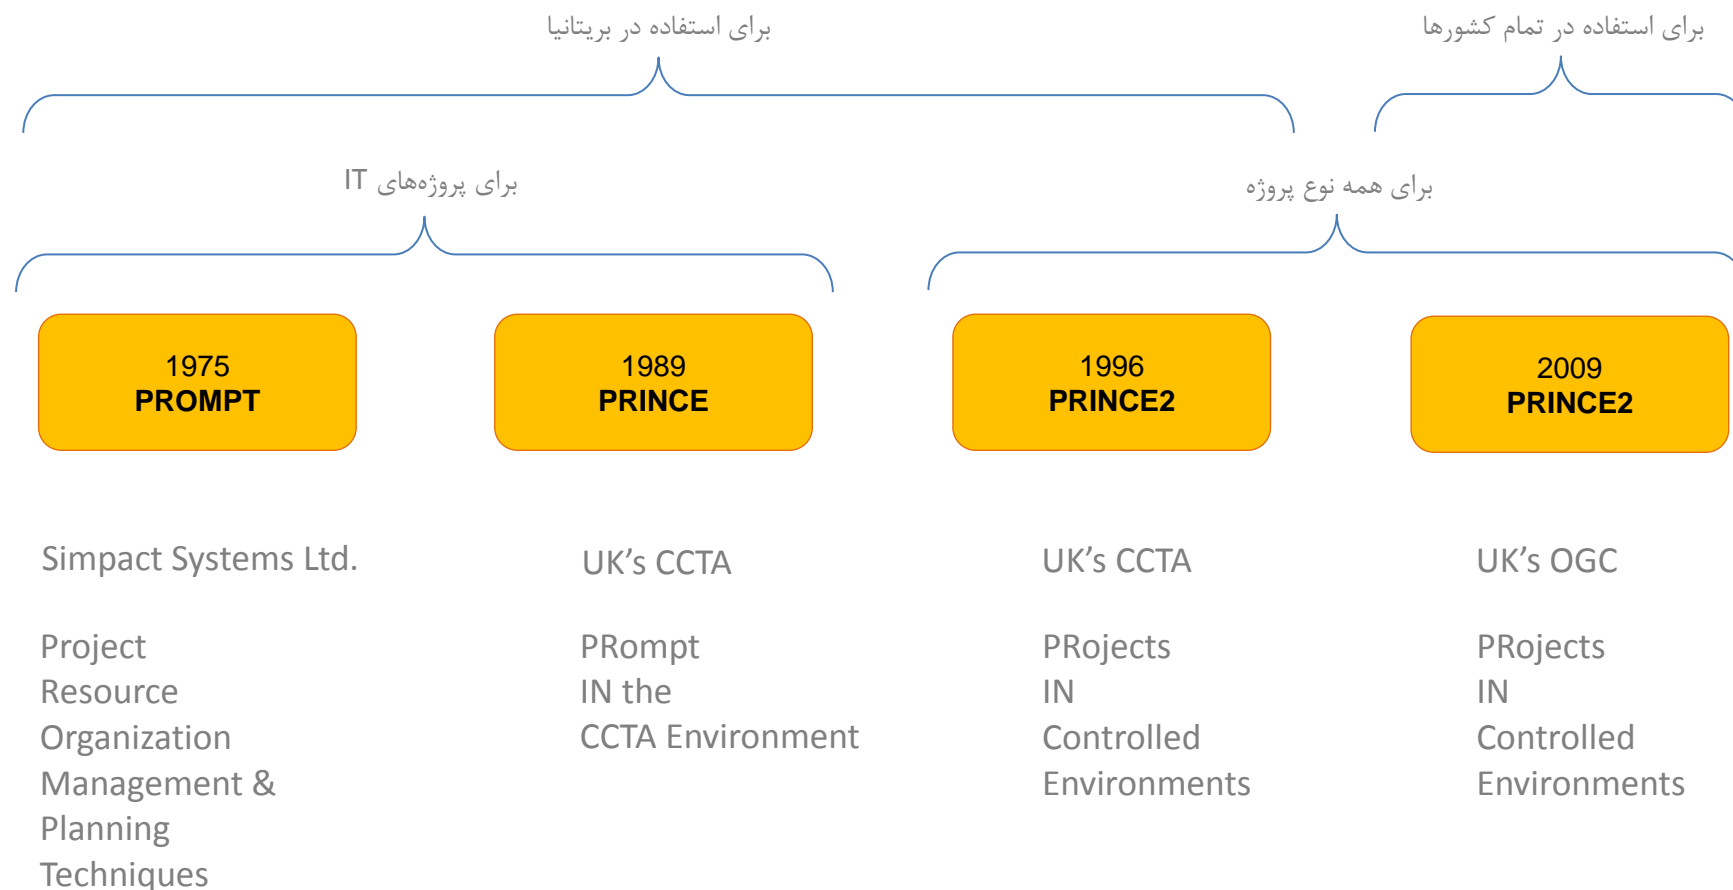 برای استفاده در بریتانیا
برای استفاده در تمام کشورها
برای پروژه‌های IT
برای همه نوع پروژه
1975
PROMPT
1989
PRINCE
1996
PRINCE2
2009
PRINCE2
Simpact Systems Ltd.
Project
Resource
Organization
Management &
Planning
Techniques
UK’s CCTA
PRompt
IN the
CCTA Environment
UK’s CCTA
PRojects
IN
Controlled
Environments
UK’s OGC
PRojects
IN
Controlled
Environments